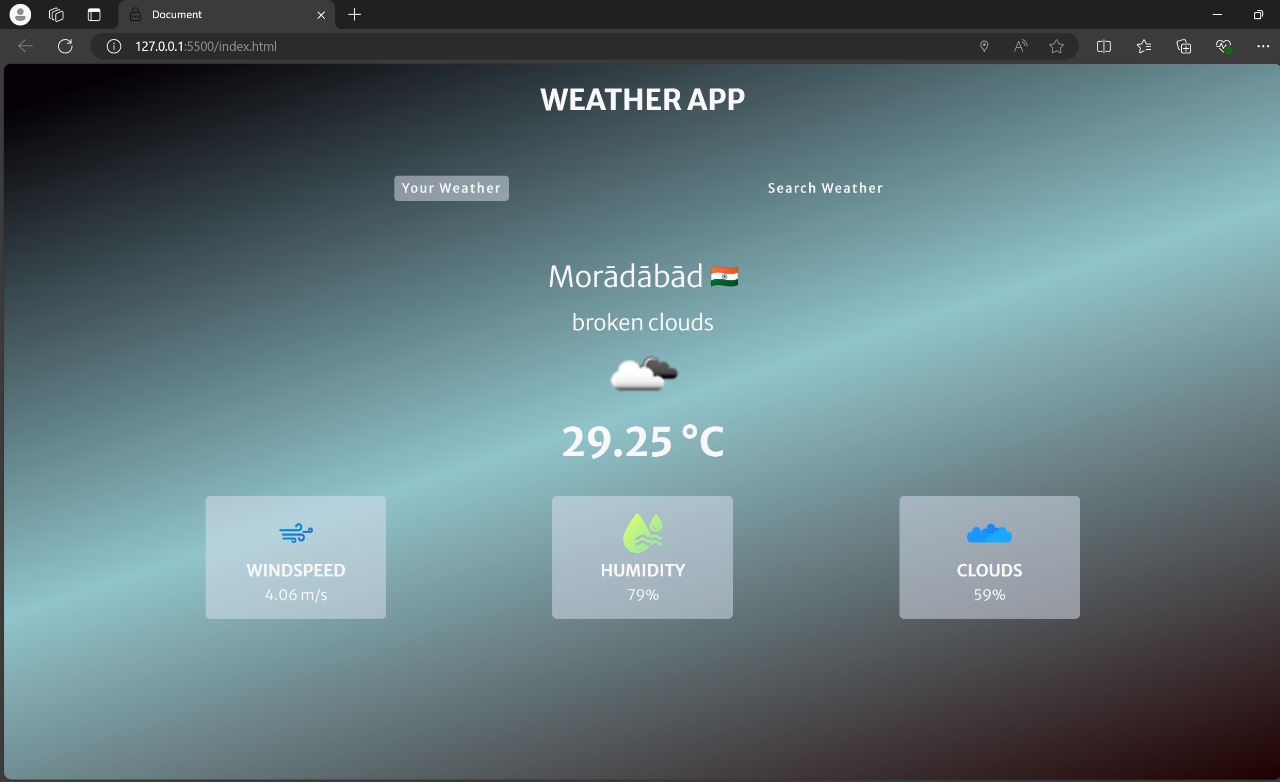 Document
127.0.0.1:5500/index.html
WEATHER APP
Your Weather
Search Weather
Morādābād
broken clouds
29.25 °C
WINDSPEED
4.06 m/s
HUMIDITY
79%
CLOUDS
59%